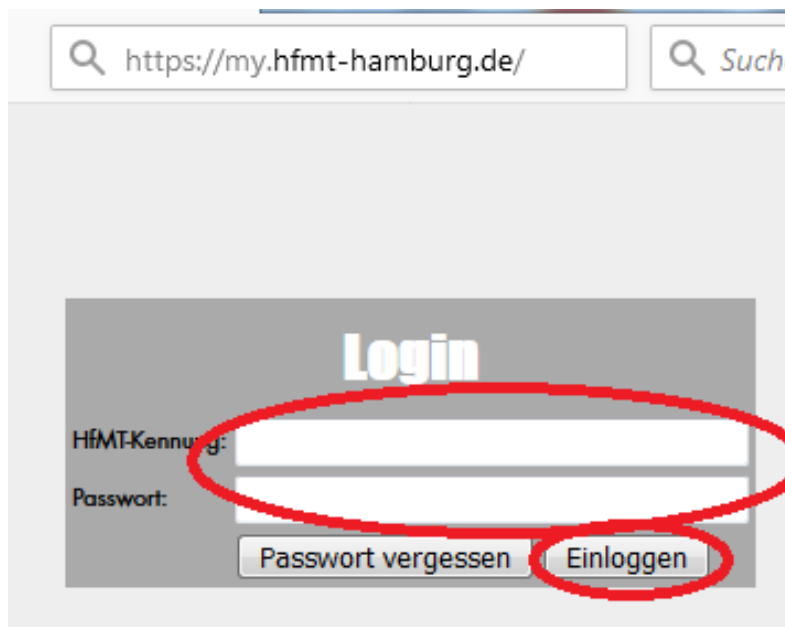 https://my.hfmt-hamburg.de/
Such
Login
HfMT-Kennung:
Passwort:
Passwort vergessen
Einloggen